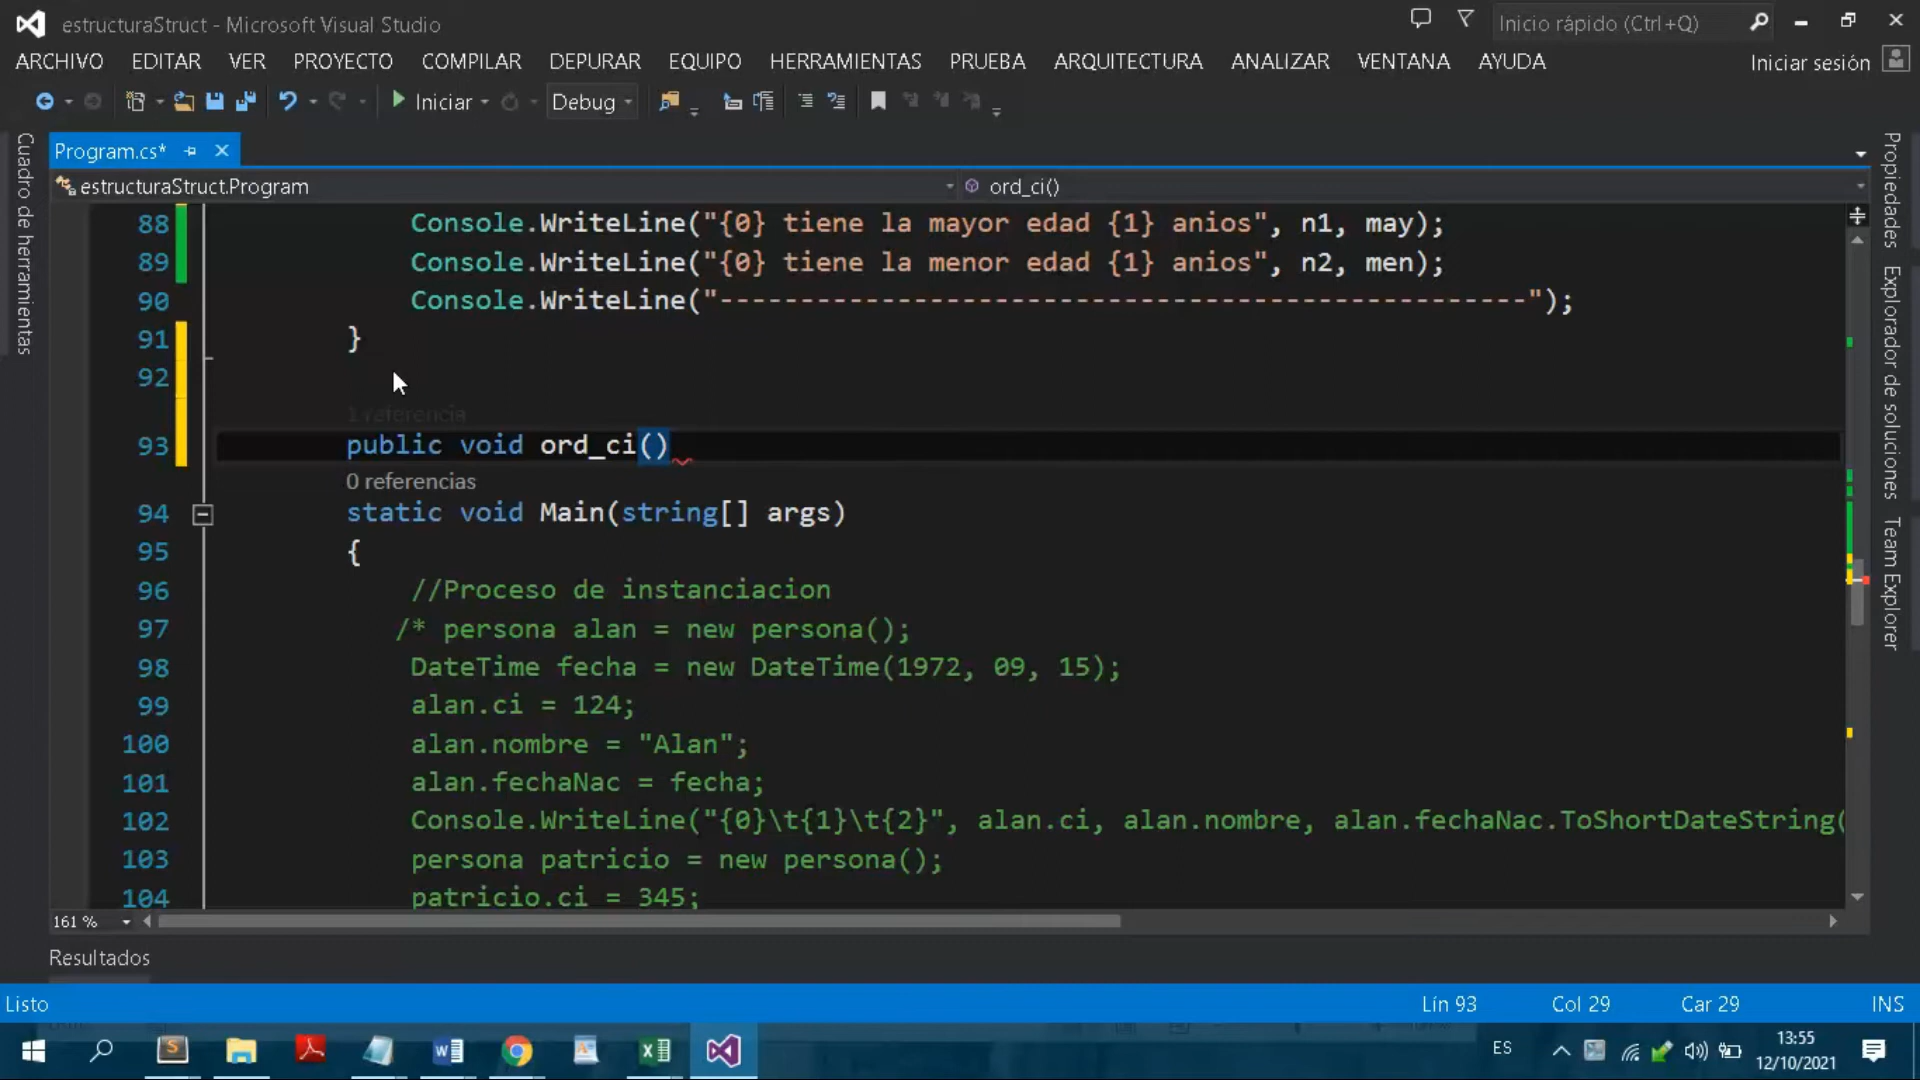 estructuraStruct - Microsoft Visual Studio
Inicio rápido (Ctrl+Q)
ARCHIVO EDITAR VER PROYECTO COMPILAR DEPURAR EQUIPO HERRAMIENTAS PRUEBA ARQUITECTURA ANALIZAR VENTANA AYUDA
Iniciar sesión
Iniciar Debug
Cuadro de herramientas
Program.cs*
estructuraStruct.Program ord_ci()
88 Console.WriteLine("{0} tiene la mayor edad {1} anios", n1, may);
89 Console.WriteLine("{0} tiene la menor edad {1} anios", n2, men);
90 Console.WriteLine("--------------------------------------------------");
91 }
92
1 referencia
93 public void ord_ci()
0 referencias
94 static void Main(string[] args)
95 {
96 //Proceso de instanciacion
97 /* persona alan = new persona();
98 DateTime fecha = new DateTime(1972, 09, 15);
99 alan.ci = 124;
100 alan.nombre = "Alan";
101 alan.fechaNac = fecha;
102 Console.WriteLine("{0}\t{1}\t{2}", alan.ci, alan.nombre, alan.fechaNac.ToShortDateString(
103 persona patricio = new persona();
104 patricio.ci = 345;
161 %
Propiedades
Explorador de soluciones
Team Explorer
Resultados
Listo
Lín 93 Col 29 Car 29 INS
ES
13:55
12/10/2021